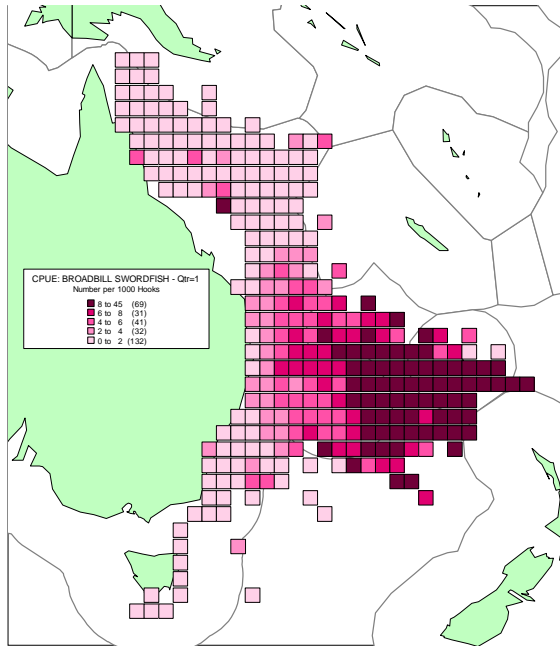 CPUE: BROADBILL SWORDFISH - Qtr=1
Number per 1000 Hooks
8 to 45 (69)
6 to 8 (31)
4 to 6 (41)
2 to 4 (32)
0 to 2 (132)